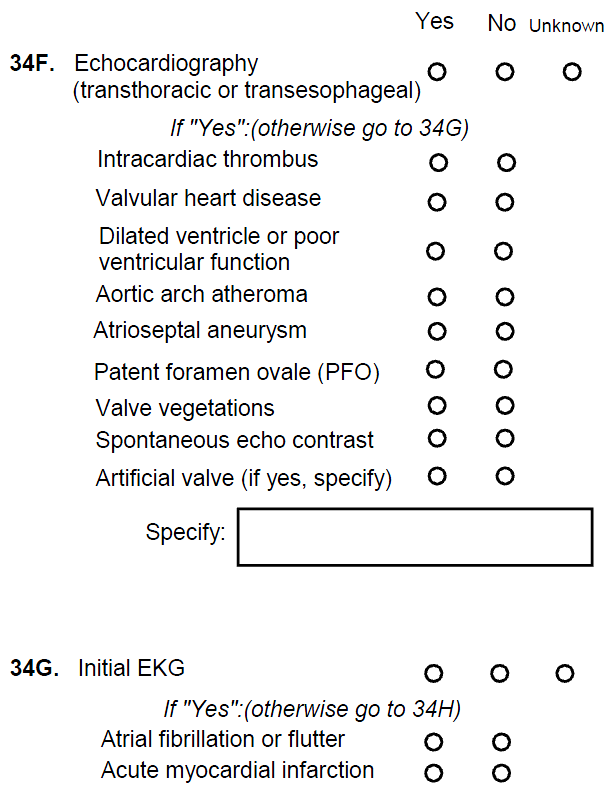 Yes No Unknown
34F. Echocardiography
(transthoracic or transesophageal)
If "Yes":(otherwise go to 34G)
Intracardiac thrombus
Valvular heart disease
Dilated ventricle or poor
ventricular function
Aortic arch atheroma
Atrioseptal aneurysm
Patent foramen ovale (PFO)
Valve vegetations
Spontaneous echo contrast
Artificial valve (if yes, specify)
Specify:
34G. Initial EKG
If "Yes":(otherwise go to 34H)
Atrial fibrillation or flutter
Acute myocardial infarction